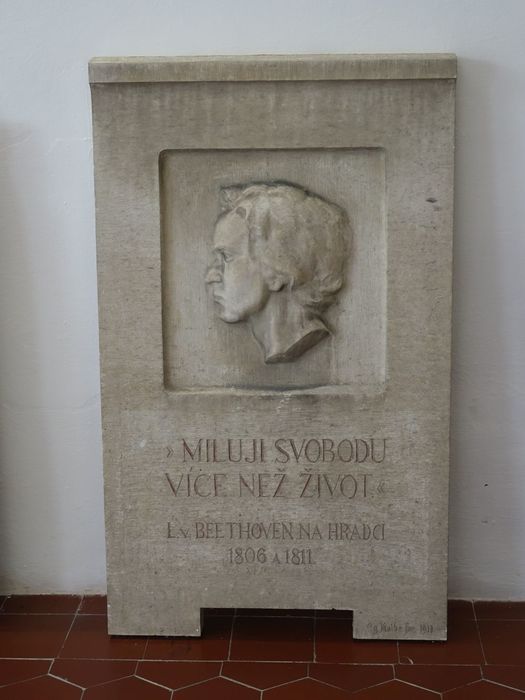 »MILUJI SVOBODU
VÍCE NEŽ ŽIVOT.«
L.v. BEETHOVEN NA HRADCI
1806 A 1811.